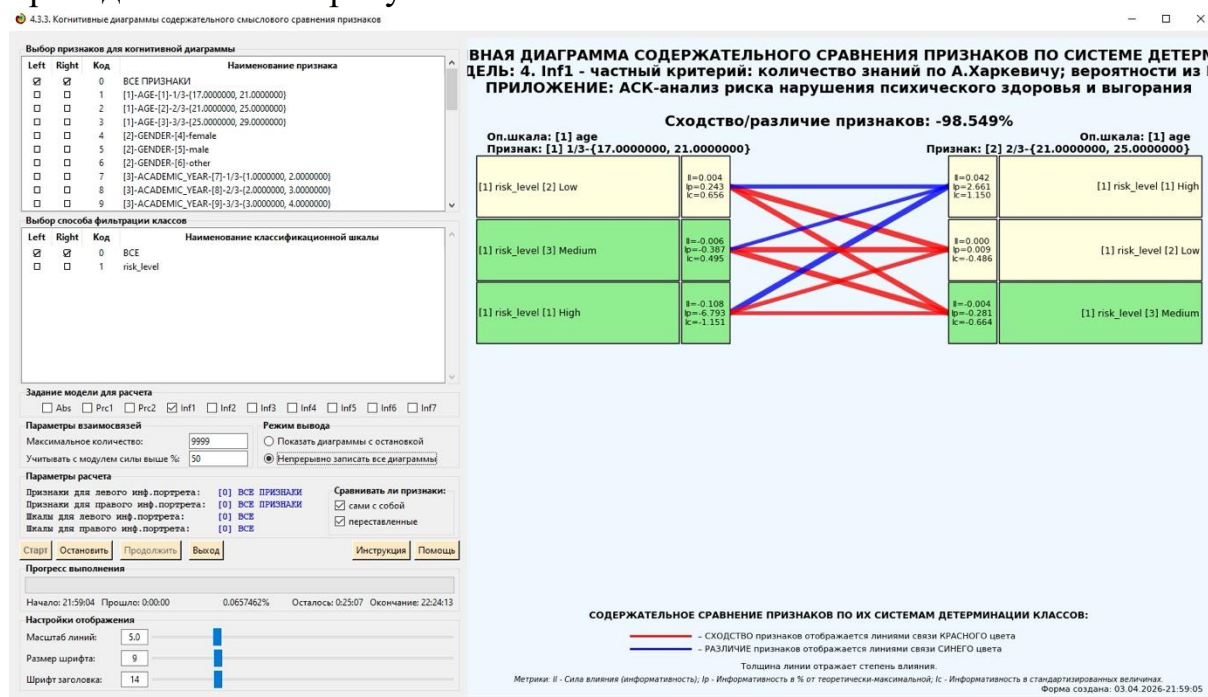 4.3.3. Когнитивные диаграммы содержательного смыслового сравнения признаков
Выбор признаков для когнитивной диаграммы
Left Right Код Наименование признака
0 ВСЕ ПРИЗНАКИ
1 [1]-AGE-[1]-1/3-{17.0000000, 21.0000000}
2 [1]-AGE-[2]-2/3-{21.0000000, 25.0000000}
3 [1]-AGE-[3]-3/3-{25.0000000, 29.0000000}
4 [2]-GENDER-[4]-female
5 [2]-GENDER-[5]-male
6 [2]-GENDER-[6]-other
7 [3]-ACADEMIC_YEAR-[7]-1/3-{1.0000000, 2.0000000}
8 [3]-ACADEMIC_YEAR-[8]-2/3-{2.0000000, 3.0000000}
9 [3]-ACADEMIC_YEAR-[9]-3/3-{3.0000000, 4.0000000}
Выбор способа фильтрации классов
Left Right Код Наименование классификационной шкалы
0 ВСЕ
1 risk_level
Задание модели для расчета
Abs Prc1 Prc2 Inf1 Inf2 Inf3 Inf4 Inf5 Inf6 Inf7
Параметры взаимосвязей
Максимальное количество: 9999
Учитывать с модулем силы выше %: 50
Режим вывода
Показать диаграммы с остановкой
Непрерывно записать все диаграммы
Параметры расчета
Признаки для левого инф.портрета: [0] ВСЕ ПРИЗНАКИ
Признаки для правого инф.портрета: [0] ВСЕ ПРИЗНАКИ
Шкалы для левого инф.портрета: [0] ВСЕ
Шкалы для правого инф.портрета: [0] ВСЕ
Сравнивать ли признаки:
сами с собой
переставленные
Старт Остановить Продолжить Выход Инструкция Помощь
Прогресс выполнения
Начало: 21:59:04 Прошло: 0:00:00 0.0657462% Осталось: 0:25:07 Окончание: 22:24:13
Настройки отображения
Масштаб линий: 5.0
Размер шрифта: 9
Шрифт заголовка: 14
ВНАЯ ДИАГРАММА СОДЕРЖАТЕЛЬНОГО СРАВНЕНИЯ ПРИЗНАКОВ ПО СИСТЕМЕ ДЕТЕРМ
ДЕЛЬ: 4. Inf1 - частный критерий: количество знаний по А.Харкевичу; вероятности из
ПРИЛОЖЕНИЕ: АСК-анализ риска нарушения психического здоровья и выгорания
Сходство/различие признаков: -98.549%
Оп.шкала: [1] age
Признак: [1] 1/3-{17.0000000, 21.0000000}
Оп.шкала: [1] age
Признак: [2] 2/3-{21.0000000, 25.0000000}
[1] risk_level [2] Low
II=0.004
Ip=0.243
Ic=0.656
II=0.042
Ip=2.661
Ic=1.150
[1] risk_level [1] High
[1] risk_level [3] Medium
II=-0.006
Ip=-0.387
Ic=0.495
II=0.000
Ip=0.009
Ic=-0.486
[1] risk_level [2] Low
[1] risk_level [1] High
II=-0.108
Ip=-6.793
Ic=-1.151
II=-0.004
Ip=-0.281
Ic=-0.664
[1] risk_level [3] Medium
СОДЕРЖАТЕЛЬНОЕ СРАВНЕНИЕ ПРИЗНАКОВ ПО ИХ СИСТЕМАМ ДЕТЕРМИНАЦИИ КЛАССОВ:
– СХОДСТВО признаков отображается линиями связи КРАСНОГО цвета
– РАЗЛИЧИЕ признаков отображается линиями связи СИНЕГО цвета
Толщина линии отражает степень влияния.
Метрики: II - Сила влияния (информативность); Ip - Информативность в % от теоретически-максимальной; Ic - Информативность в стандартизированных величинах.
Форма создана: 03.04.2026-21:59:05